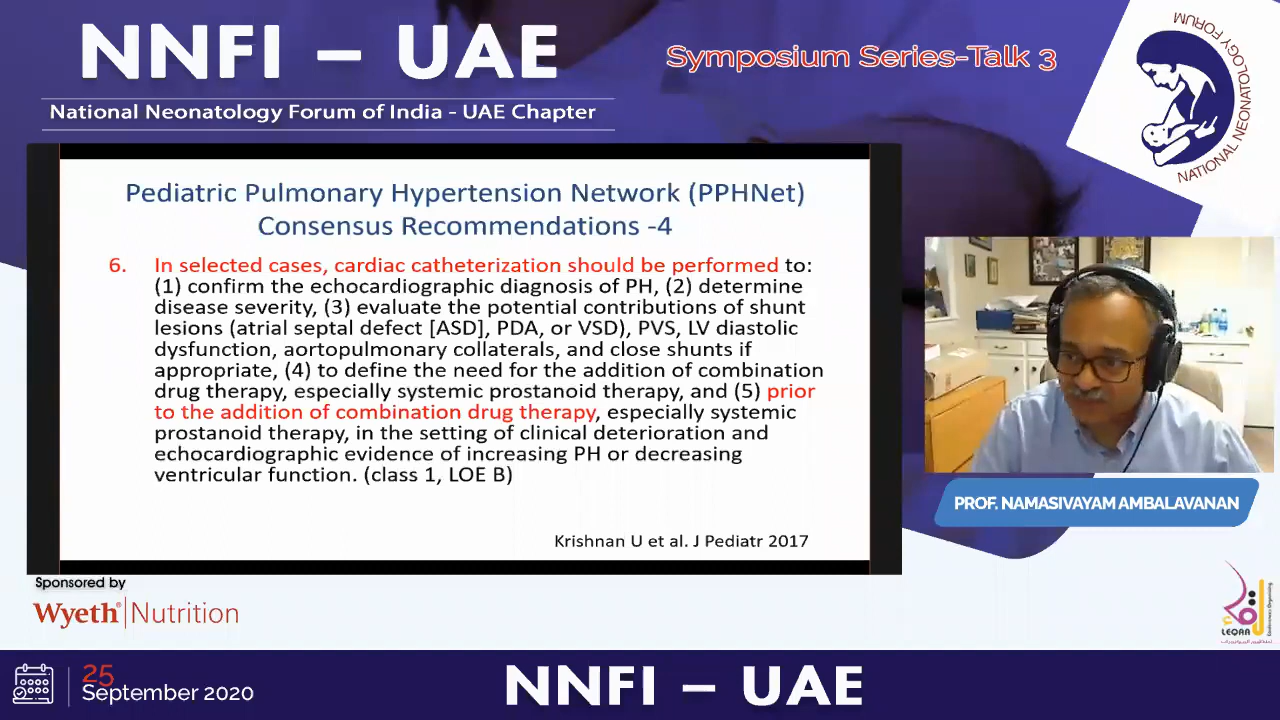 NNFI – UAE
National Neonatology Forum of India - UAE Chapter
Symposium Series-Talk 3
NATIONAL NEONATOLOGY FORUM
Pediatric Pulmonary Hypertension Network (PPHNet)
Consensus Recommendations -4
6. In selected cases, cardiac catheterization should be performed to:
(1) confirm the echocardiographic diagnosis of PH, (2) determine
disease severity, (3) evaluate the potential contributions of shunt
lesions (atrial septal defect [ASD], PDA, or VSD), PVS, LV diastolic
dysfunction, aortopulmonary collaterals, and close shunts if
appropriate, (4) to define the need for the addition of combination
drug therapy, especially systemic prostanoid therapy, and (5) prior
to the addition of combination drug therapy, especially systemic
prostanoid therapy, in the setting of clinical deterioration and
echocardiographic evidence of increasing PH or decreasing
ventricular function. (class 1, LOE B)
Krishnan U et al. J Pediatr 2017
PROF. NAMASIVAYAM AMBALAVANAN
Sponsored by
Wyeth® Nutrition
LEQAA
25
September 2020
NNFI – UAE